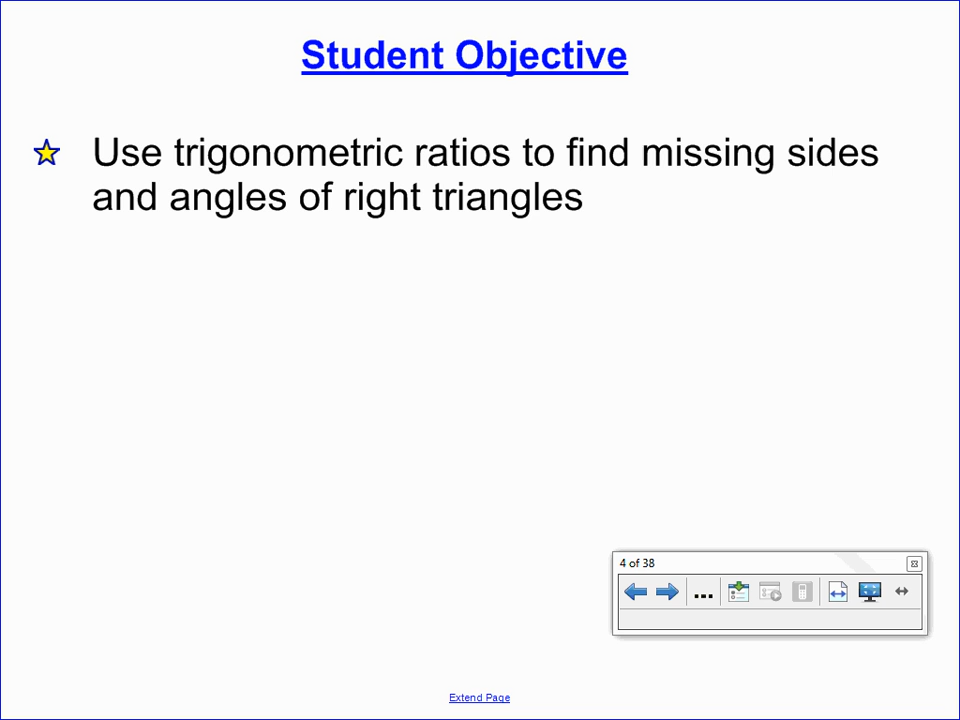 Student Objective
Use trigonometric ratios to find missing sides
and angles of right triangles
4 of 38
...
Extend Page